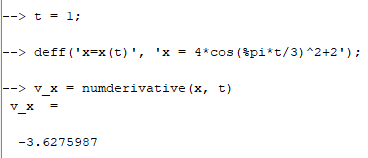 --> t = 1;
--> deff('x=x(t)', 'x = 4*cos(%pi*t/3)^2+2');
--> v_x = numderivative(x, t)
v_x =
-3.6275987